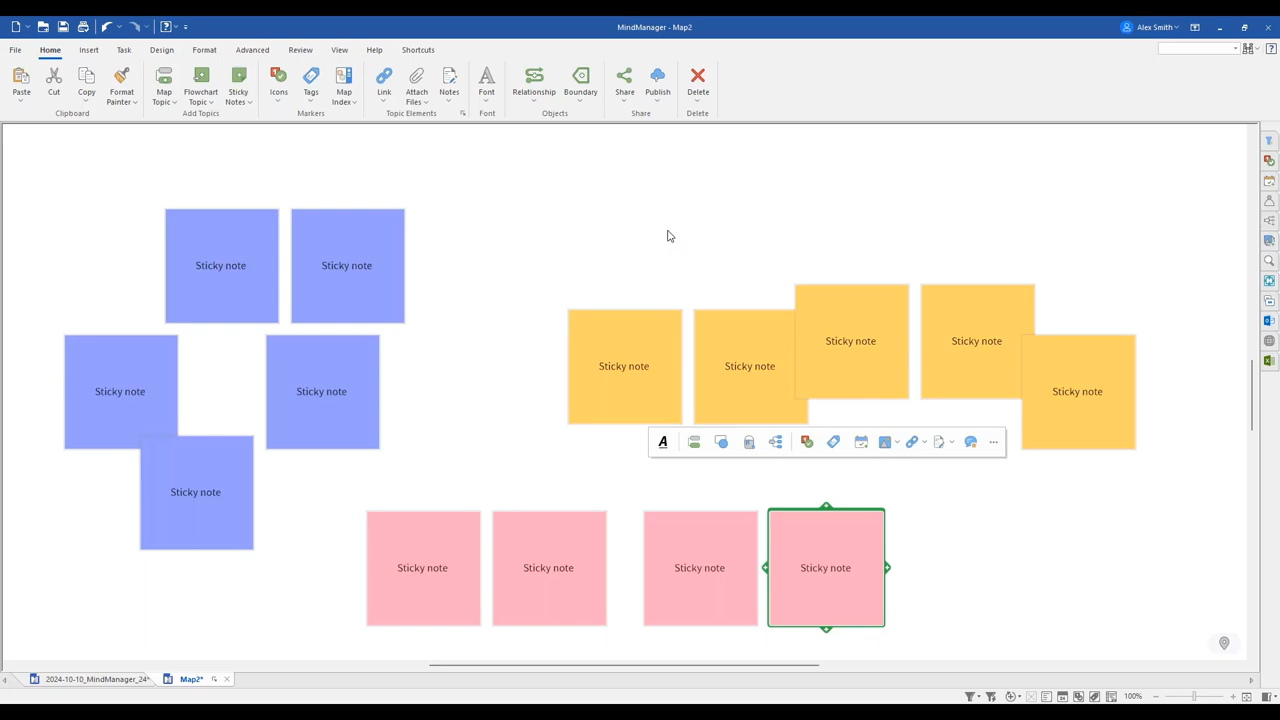 MindManager - Map2
Alex Smith
File Home Insert Task Design Format Advanced Review View Help Shortcuts
Paste Cut Copy Format Painter Map Topic Flowchart Topic Sticky Notes Icons Tags Map Index Link Attach Files Notes Font Relationship Boundary Share Publish Delete
Clipboard Add Topics Markers Topic Elements Font Objects Share Delete
Sticky note Sticky note
Sticky note Sticky note
Sticky note
Sticky note Sticky note Sticky note Sticky note Sticky note
A
Sticky note Sticky note Sticky note Sticky note
2024-10-10_MindManager_24* Map2*
100%